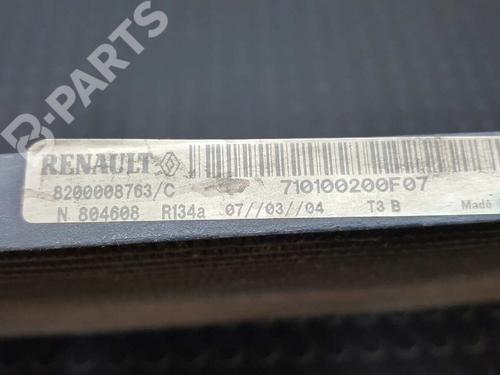 B-PARTS
RENAULT
8200008763/C
710100200F07
N 804608 R134a 07//03//04 T3 B Made